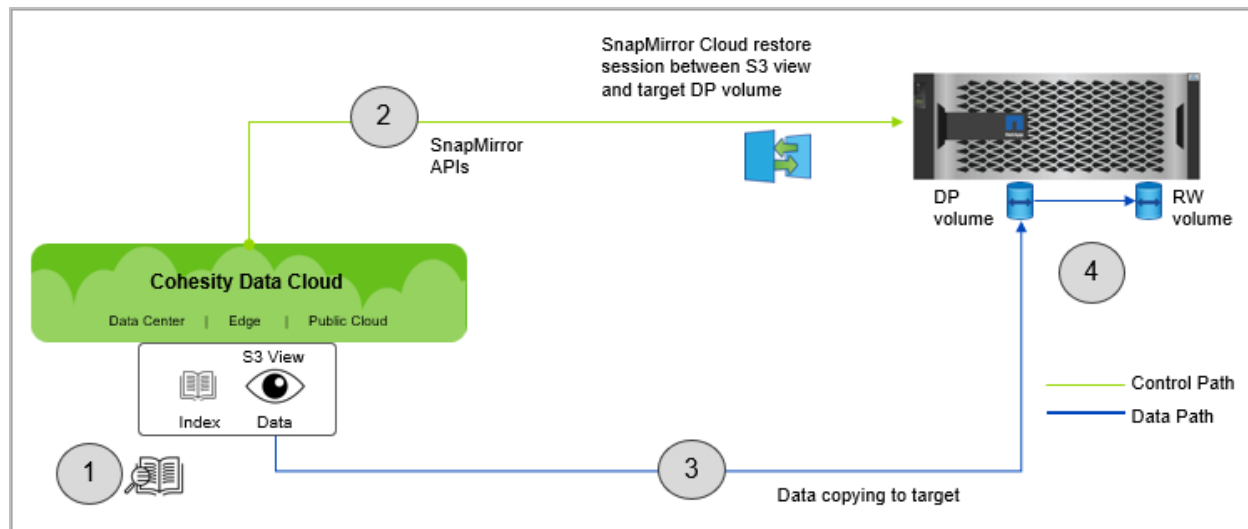 SnapMirror Cloud restore
session between S3 view
and target DP volume
2
SnapMirror
APIs
DP
volume
RW
volume
4
Cohesity Data Cloud
Data Center | Edge | Public Cloud
S3 View
Index
Data
Control Path
Data Path
1
3
Data copying to target